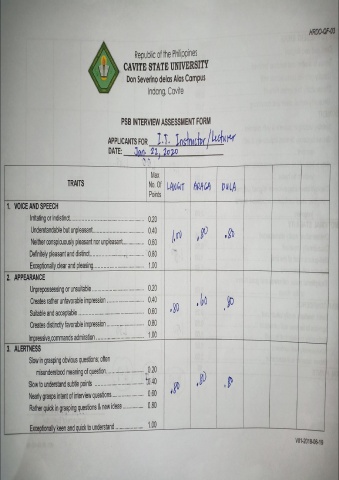 HRDO-QF-03
Republic of the Philippines
CAVITE STATE UNIVERSITY
Don Severino delas Alas Campus
Indang, Cavite
PSB INTERVIEW ASSESSMENT FORM
APPLICANTS FOR I.T. Instructor/Lecturer
DATE: Jan 22, 2020
TRAITS Max No. Of Points LANGIT ARAGA DULA
1. VOICE AND SPEECH
Irritating or indistinct 0.20
Understandable but unpleasant 0.40
Neither conspicuously pleasant nor unpleasant 0.60 1.00 .80 .80
Definitely pleasant and distinct 0.80
Exceptionally clear and pleasing 1.00
2. APPEARANCE
Unprepossessing or unsuitable 0.20
Creates rather unfavorable impression 0.40
Suitable and acceptable 0.60 .80 .60 .80
Creates distinctly favorable impression 0.80
Impressive, commands admiration 1.00
3. ALERTNESS
Slow in grasping obvious questions; often
misunderstood meaning of question 0.20
Slow to understand subtle points 0.40 .80 .80 .80
Nearly grasps intent of interview questions 0.60
Rather quick in grasping questions & new ideas 0.80
Exceptionally keen and quick to understand 1.00
V01-2018-06-18